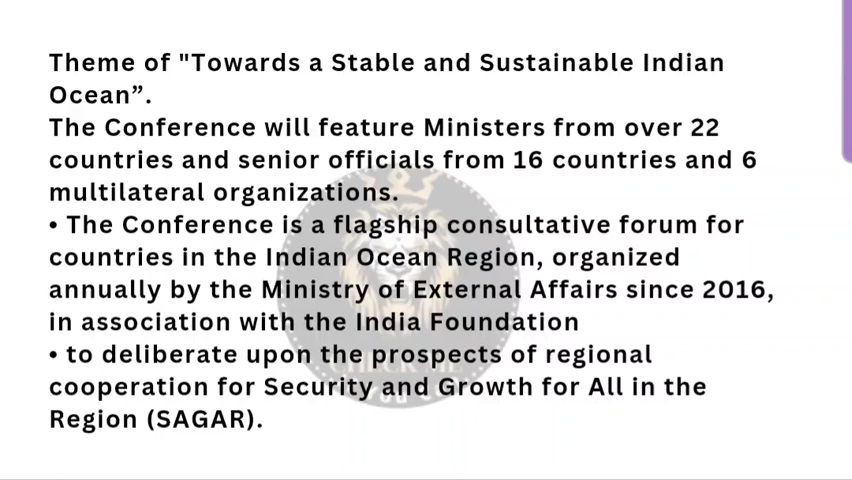 Theme of "Towards a Stable and Sustainable Indian
Ocean”.
The Conference will feature Ministers from over 22
countries and senior officials from 16 countries and 6
multilateral organizations.
• The Conference is a flagship consultative forum for
countries in the Indian Ocean Region, organized
annually by the Ministry of External Affairs since 2016,
in association with the India Foundation
• to deliberate upon the prospects of regional
cooperation for Security and Growth for All in the
Region (SAGAR).